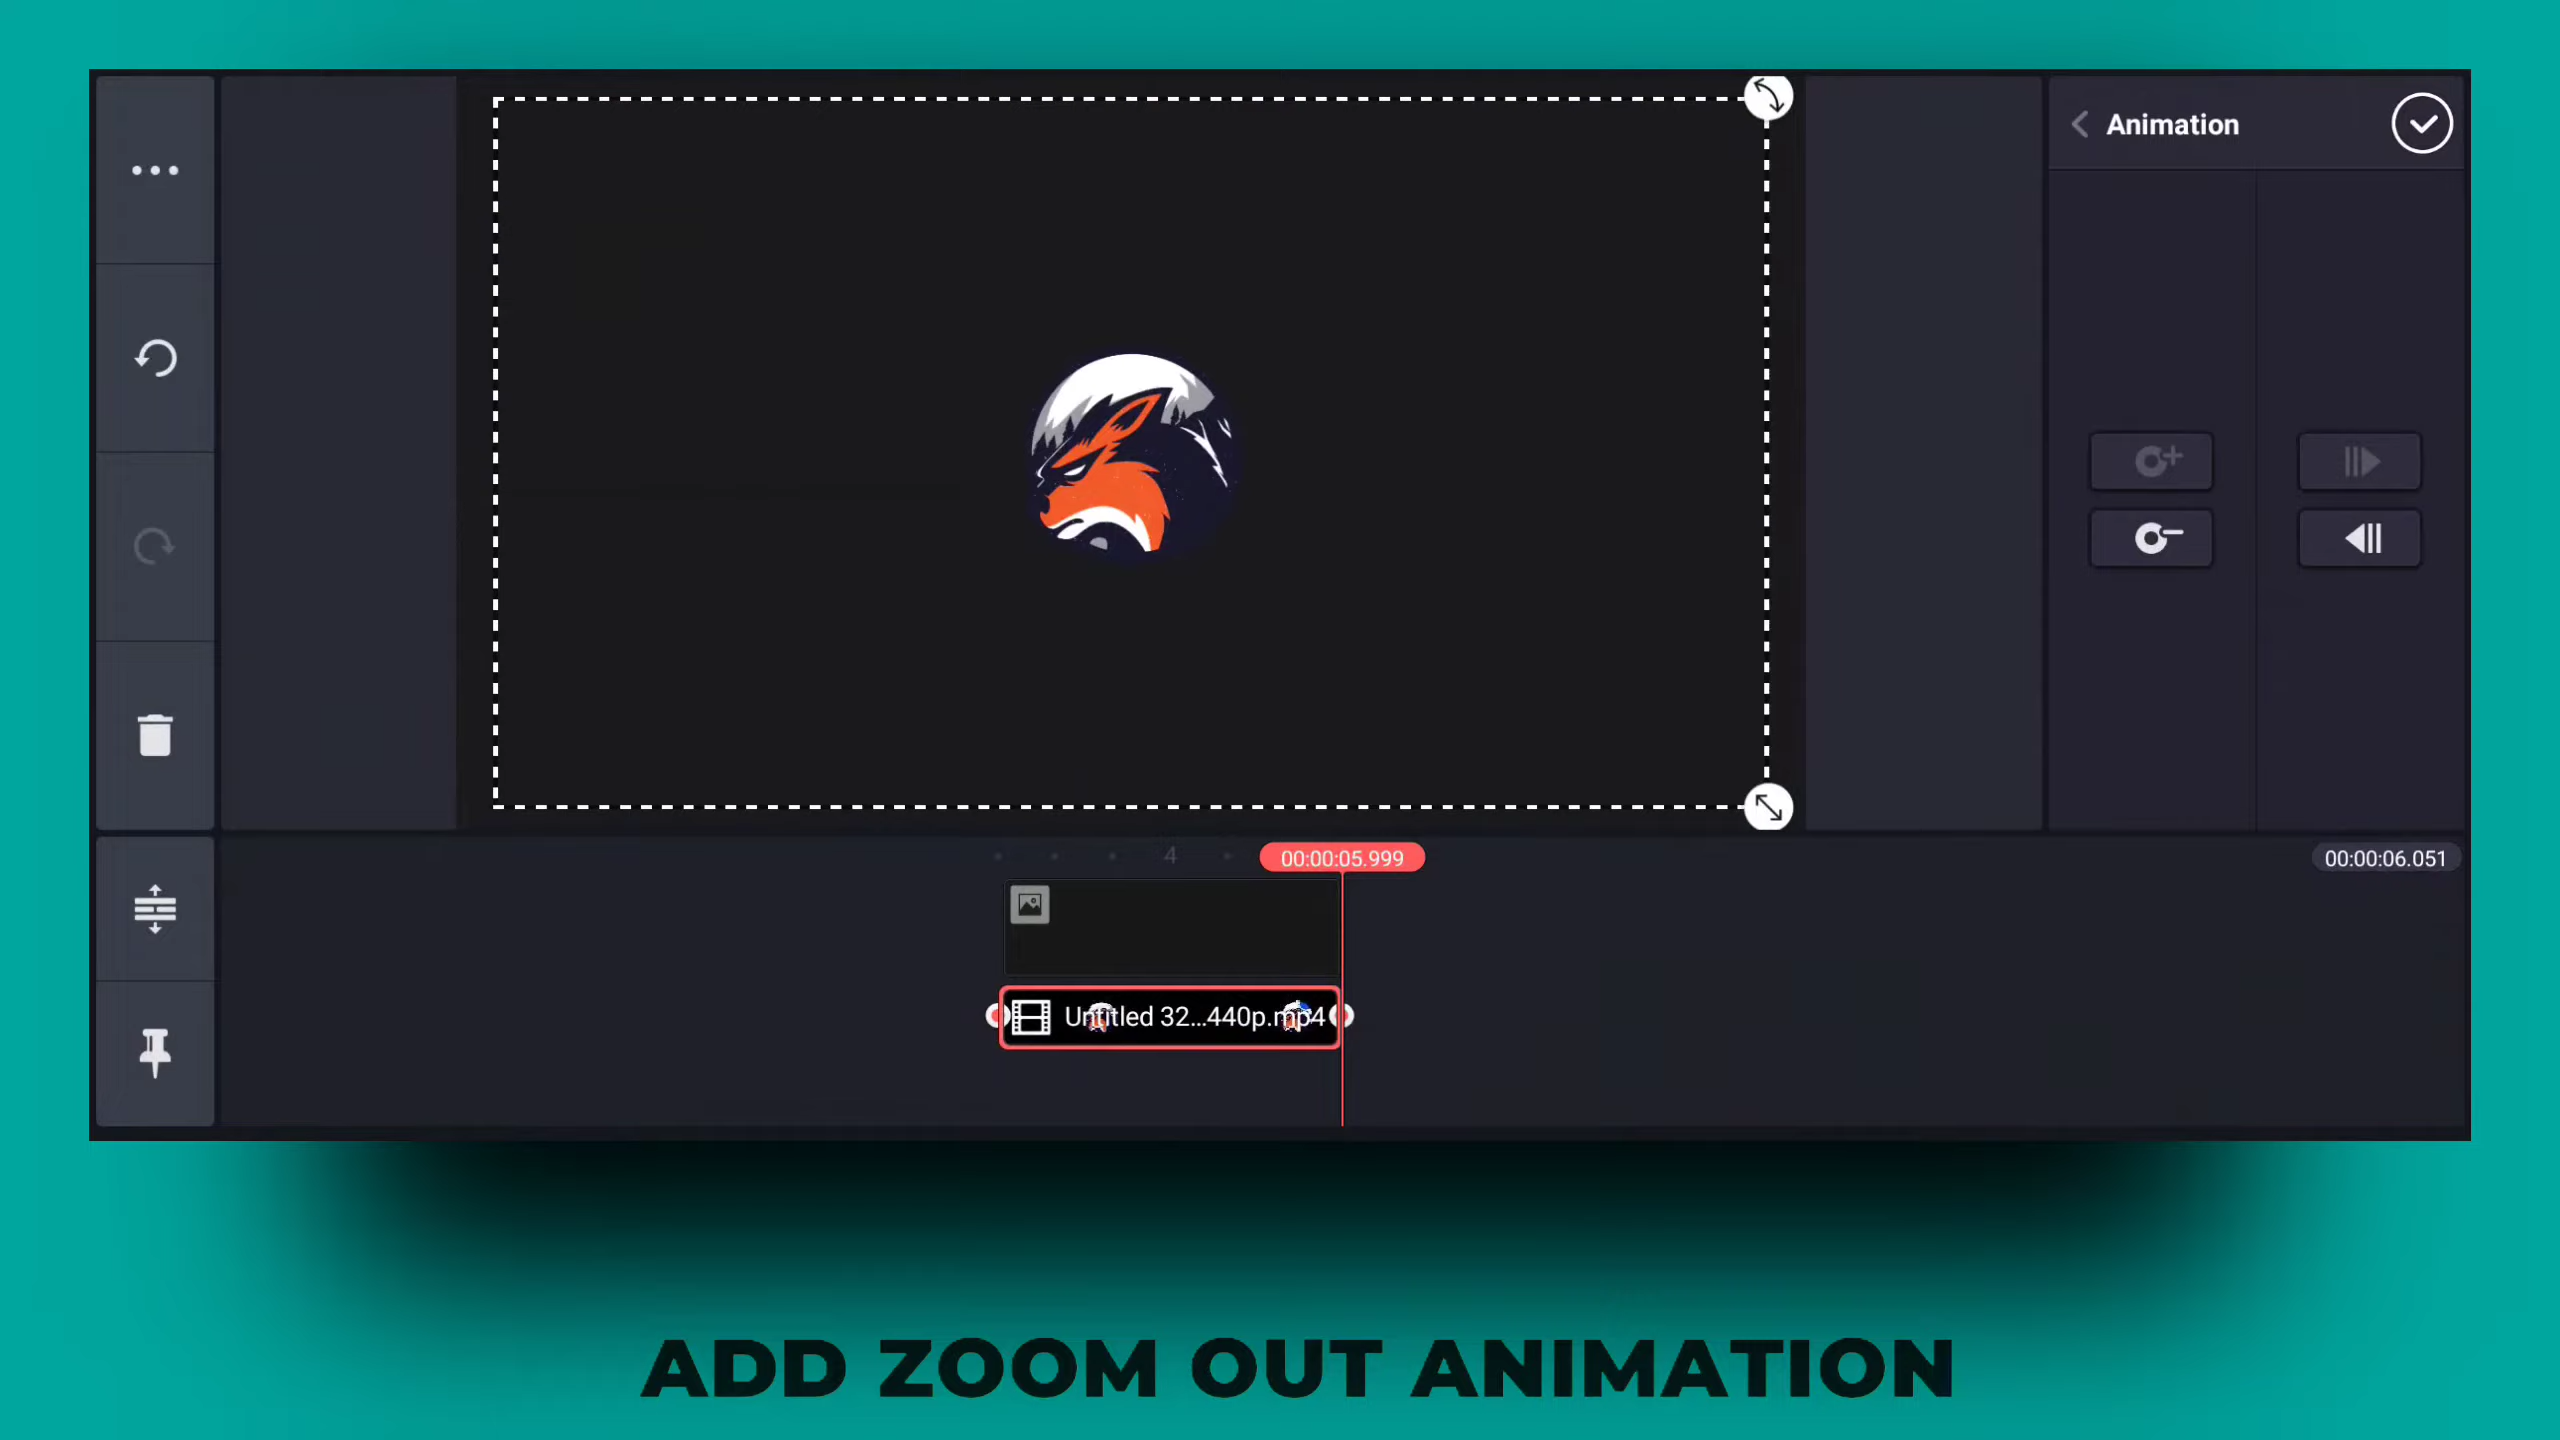 Animation
4
00:00:05.999
00:00:06.051
Untitled 32...440p.mp4
ADD ZOOM OUT ANIMATION